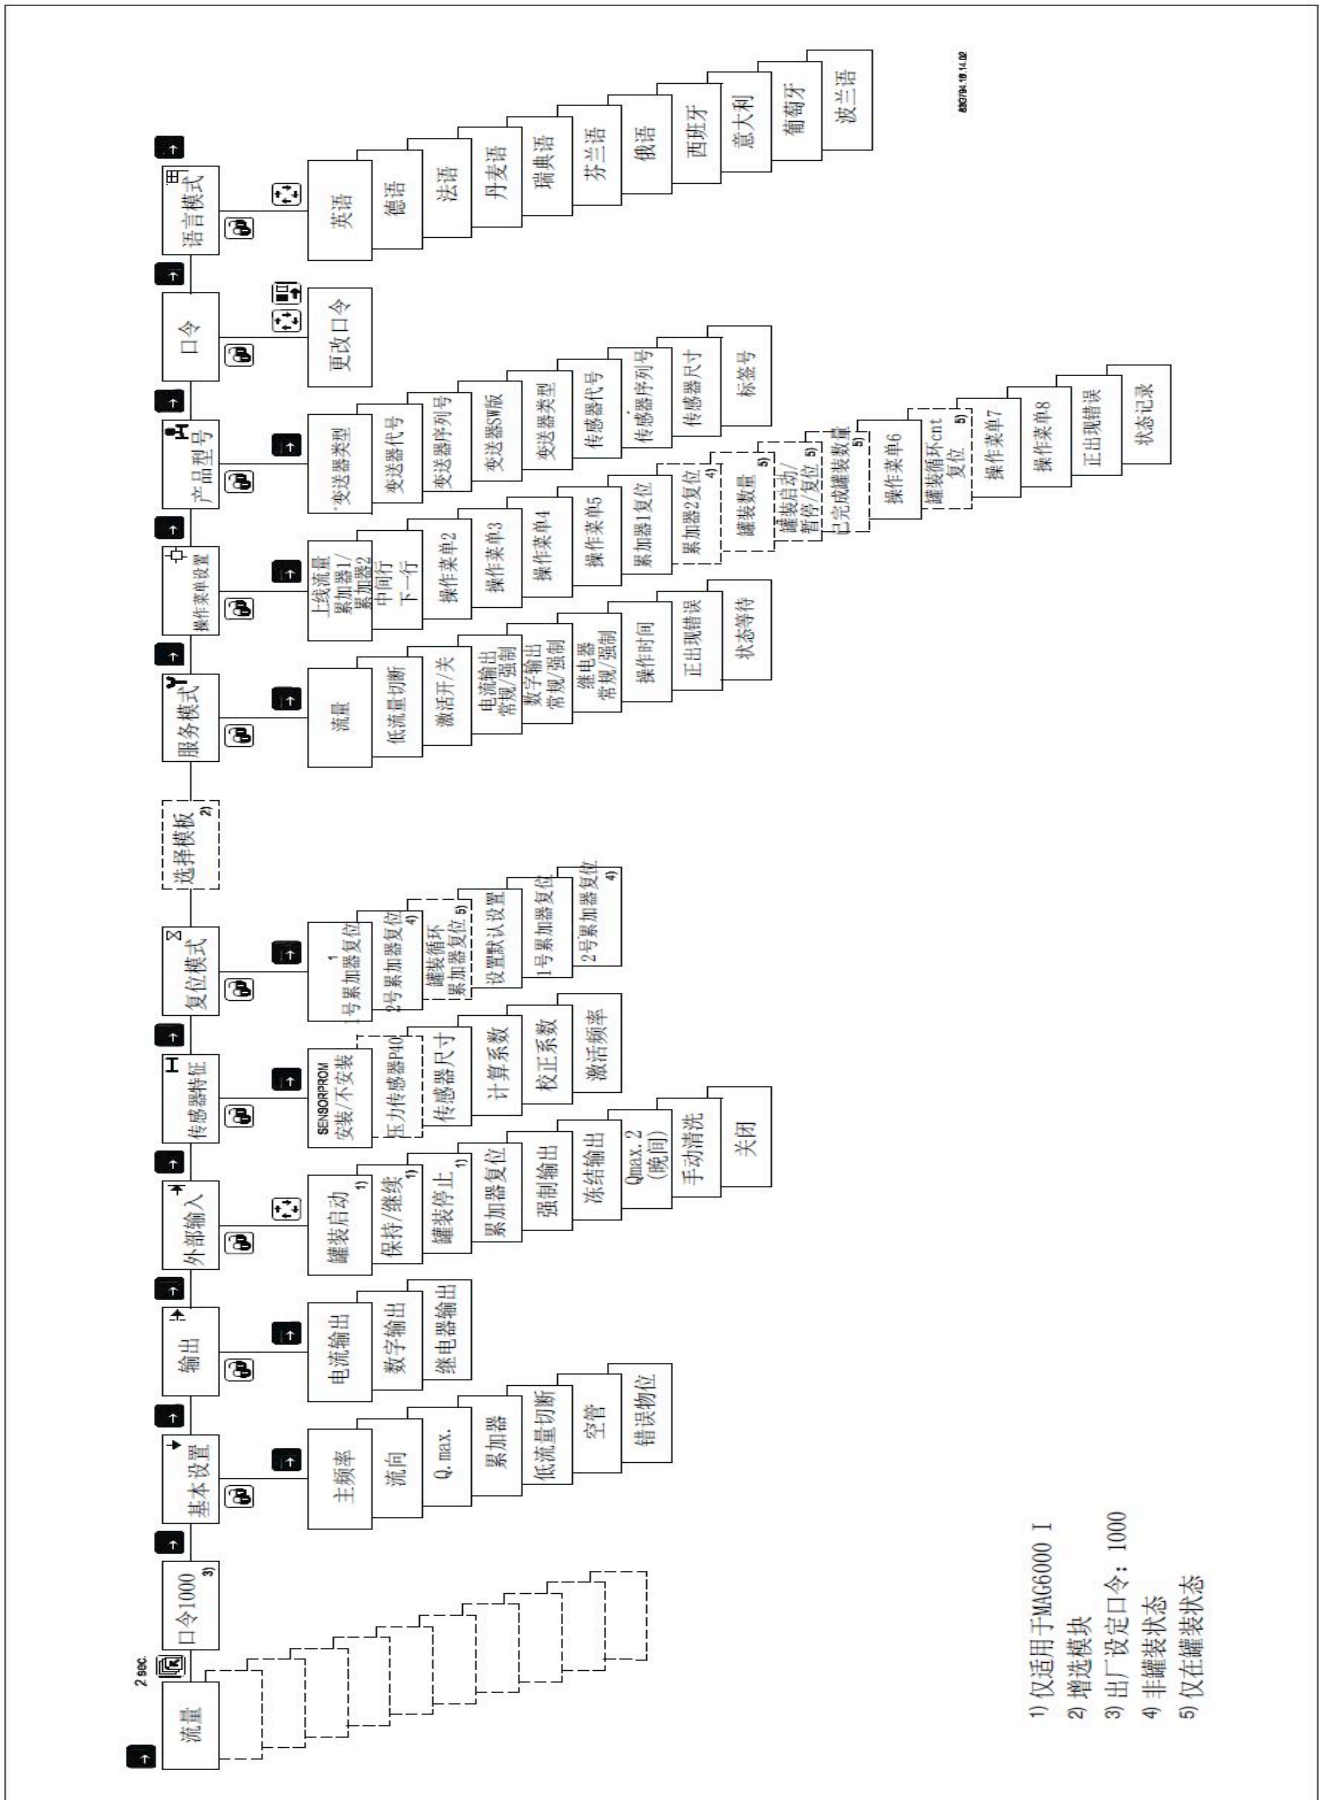 2 sec.
流量
口令1000
3)
基本设置
输出
外部输入
传感器特征
复位模式
选择模板
2)
服务模式
操作菜单设置
产品型号
口令
语言模式
主频率
流向
Q.max.
累加器
低流量切断
空管
错误物位
电流输出
数字输出
继电器输出
罐装启动
1)
保持/继续
1)
罐装停止
1)
累加器复位
强制输出
冻结输出
Qmax.2
(晚间)
手动清洗
关闭
SENSORPROM
安装/不安装
压力传感器P40
传感器尺寸
计算系数
校正系数
激活频率
1
号累加器复位
2号累加器复位
4)
罐装循环
累加器复位
5)
设置默认设置
1号累加器复位
2号累加器复位
4)
流量
低流量切断
激活开/关
电流输出
常规/强制
数字输出
常规/强制
继电器
常规/强制
操作时间
正出现错误
状态等待
上线流量
累加器1/
累加器2
中间行
下一行
操作菜单2
操作菜单3
操作菜单4
操作菜单5
累加器1复位
累加器2复位
4)
罐装数量
5)
罐装启动/
暂停/复位
5)
已完成罐装数量
5)
操作菜单6
罐装循环cnt
复位
5)
操作菜单7
操作菜单8
正出现错误
状态记录
变送器类型
变送器代号
变送器序列号
变送器SW版
变送器类型
传感器代号
传感器序列号
传感器尺寸
标签号
更改口令
英语
德语
法语
丹麦语
瑞典语
芬兰语
俄语
西班牙
意大利
葡萄牙
波兰语
1) 仅适用于MAG6000 I
2) 增选模块
3) 出厂设定口令: 1000
4) 非罐装状态
5) 仅在罐装状态